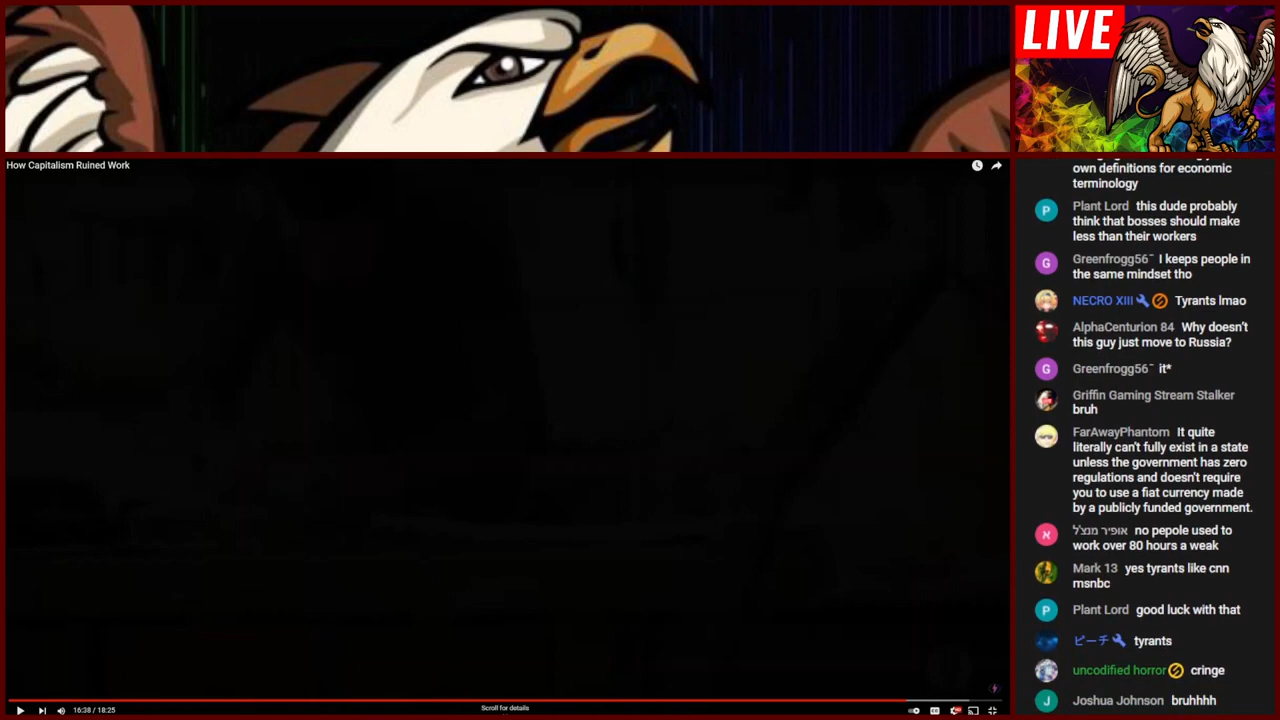 LIVE
How Capitalism Ruined Work
own definitions for economic
terminology
Plant Lord this dude probably
think that bosses should make
less than their workers
Greenfrogg56 I keeps people in
the same mindset tho
NECRO XIII Tyrants lmao
AlphaCenturion 84 Why doesn't
this guy just move to Russia?
Greenfrogg56 it*
Griffin Gaming Stream Stalker
bruh
FarAwayPhantom It quite
literally can't fully exist in a state
unless the government has zero
regulations and doesn't require
you to use a fiat currency made
by a publicly funded government.
אופיר מנצ'ל no pepole used to
work over 80 hours a weak
Mark 13 yes tyrants like cnn
msnbc
P
Plant Lord good luck with that
ピーチ tyrants
uncodified horror cringe
J
Joshua Johnson bruhhhh
16:38 / 18:25
Scroll for details